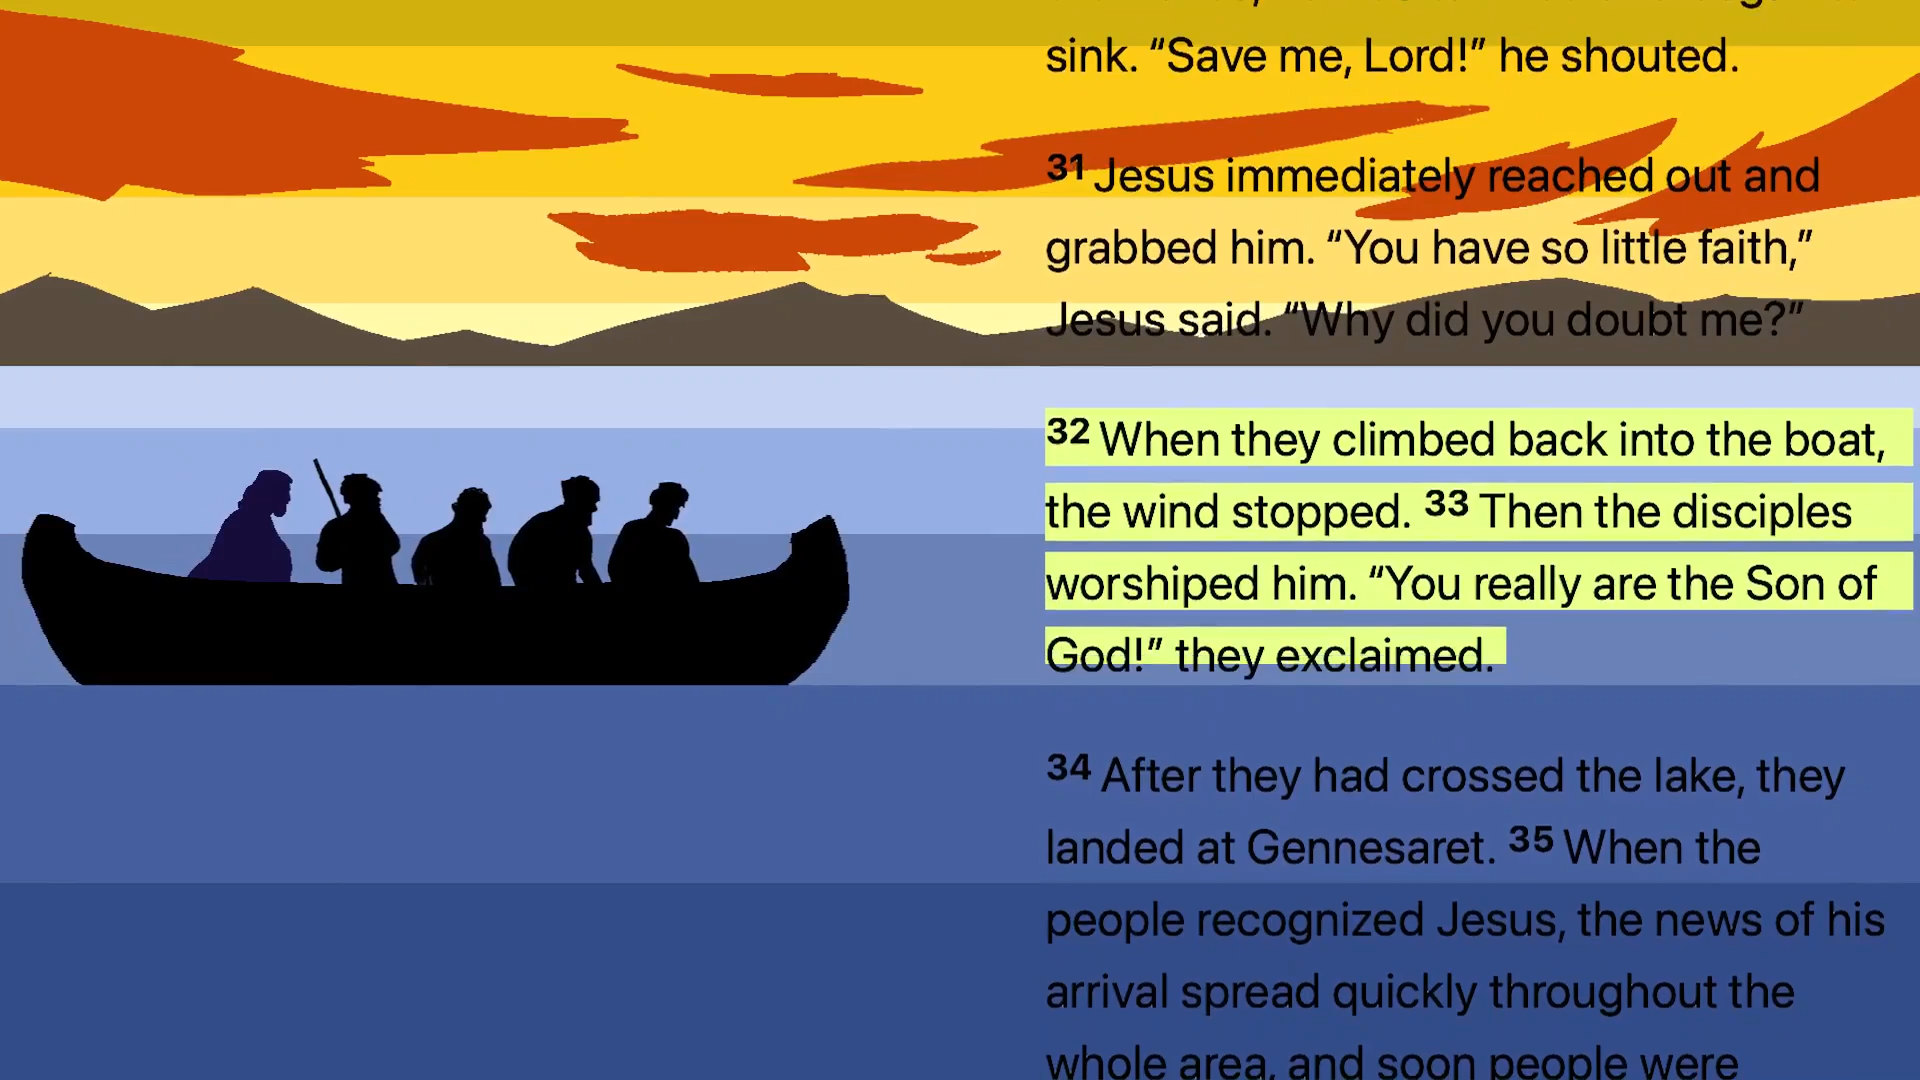 sink. “Save me, Lord!” he shouted.
31 Jesus immediately reached out and
grabbed him. “You have so little faith,”
Jesus said. “Why did you doubt me?”
32 When they climbed back into the boat,
the wind stopped. 33 Then the disciples
worshiped him. “You really are the Son of
God!” they exclaimed.
34 After they had crossed the lake, they
landed at Gennesaret. 35 When the
people recognized Jesus, the news of his
arrival spread quickly throughout the
whole area, and soon people were